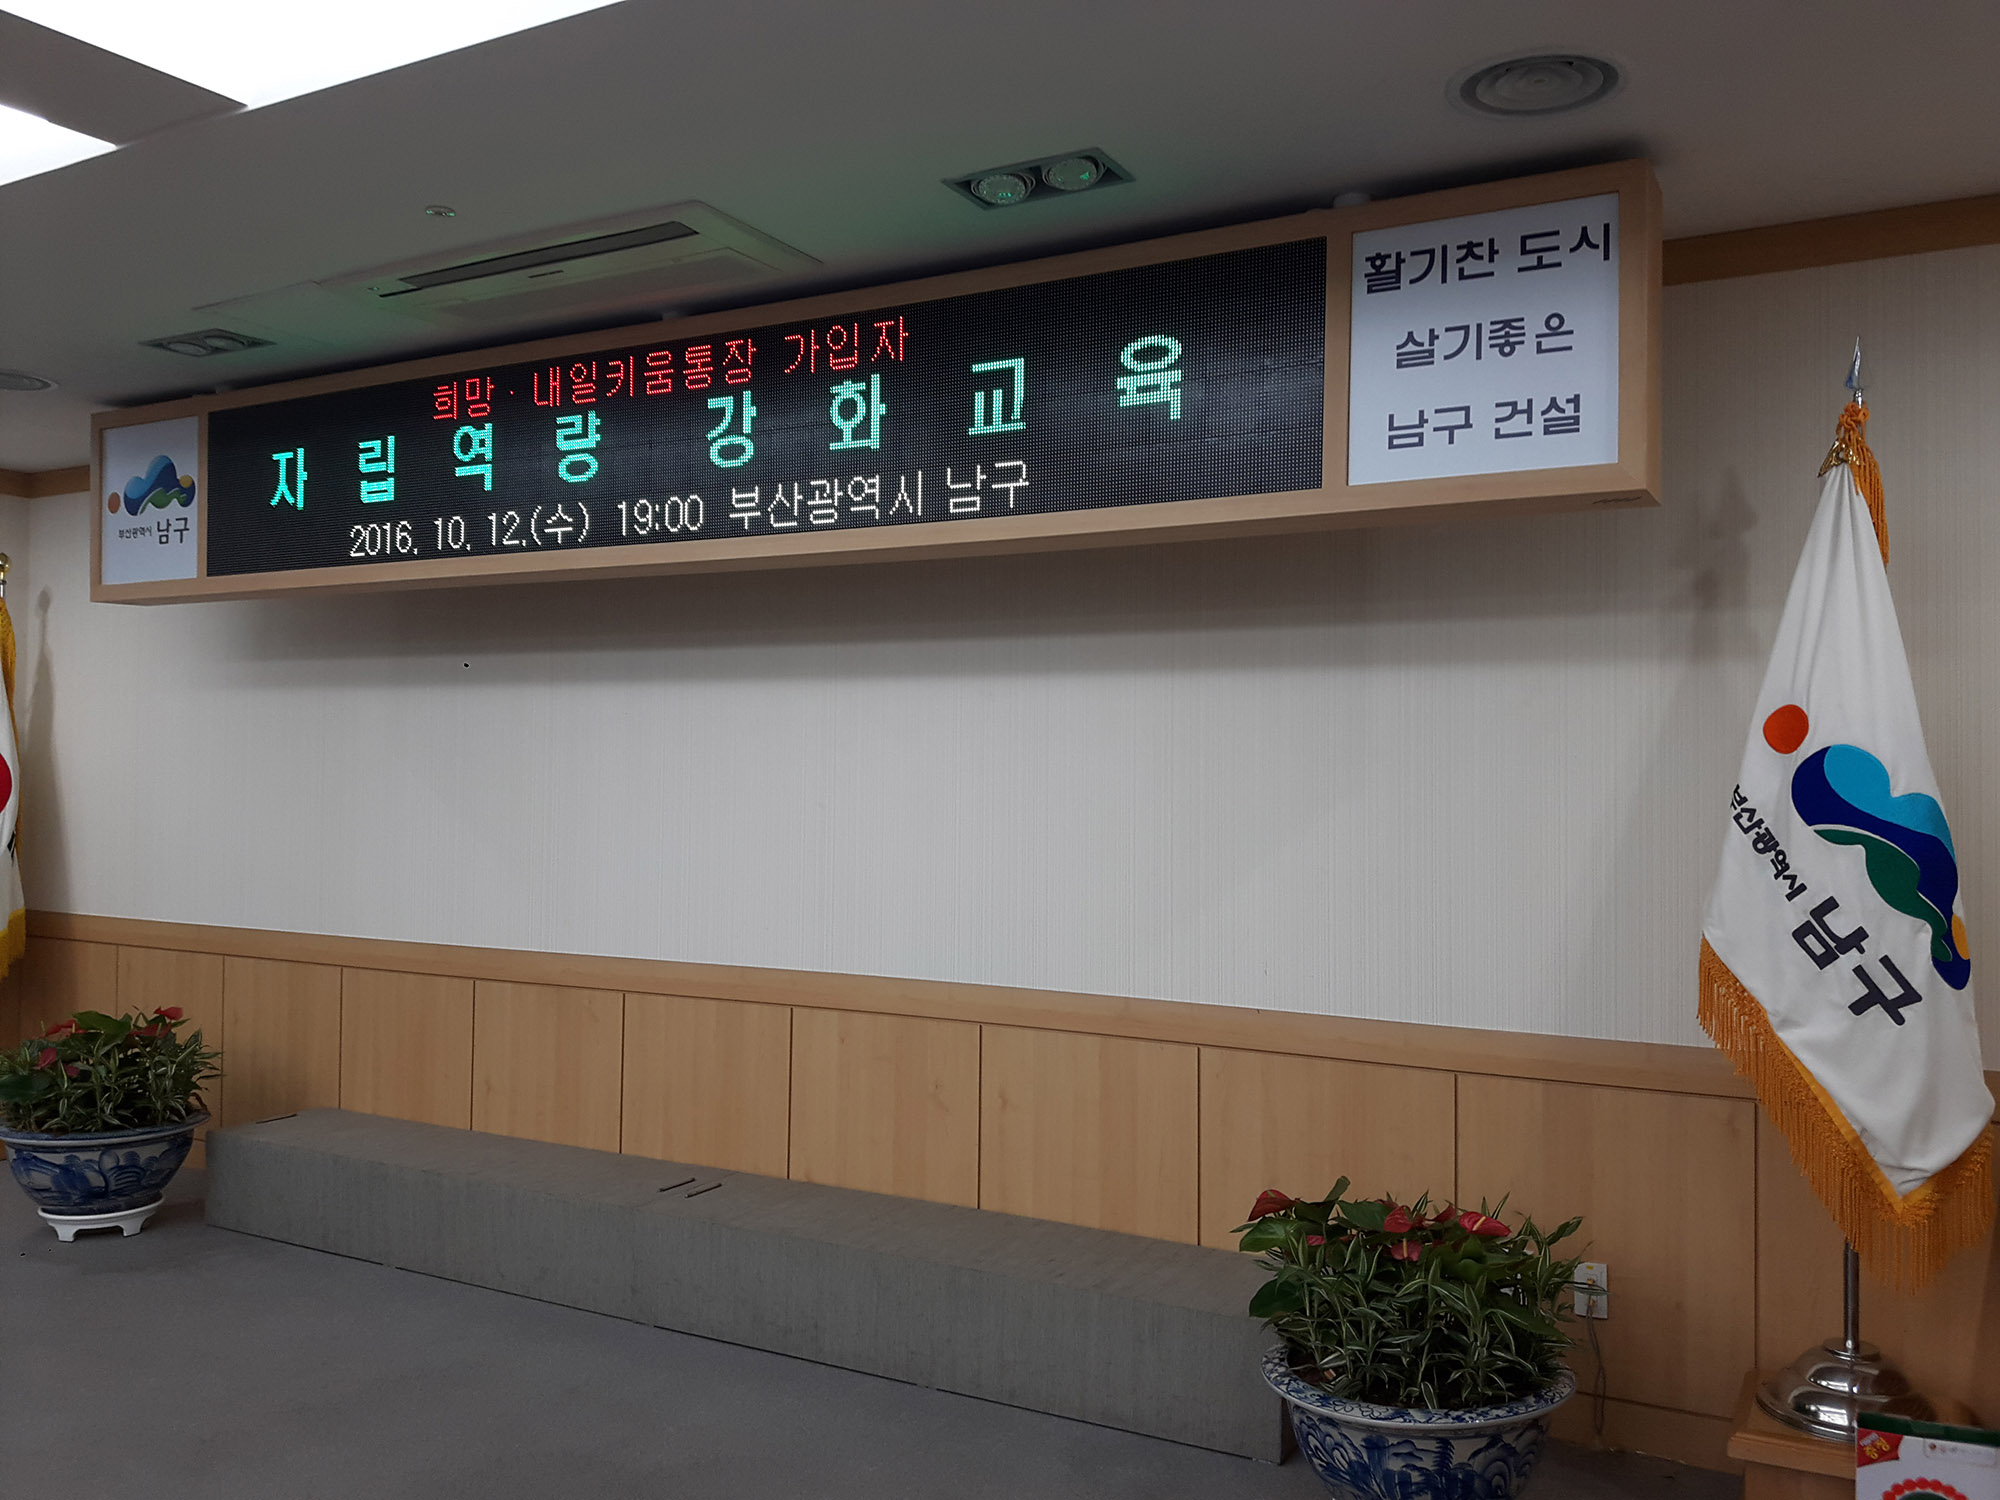 희망·내일키움통장 가입자
자립역량 강화교육
2016. 10. 12.(수) 19:00 부산광역시 남구
부산광역시 남구
활기찬 도시
살기좋은
남구 건설
부산광역시
남구